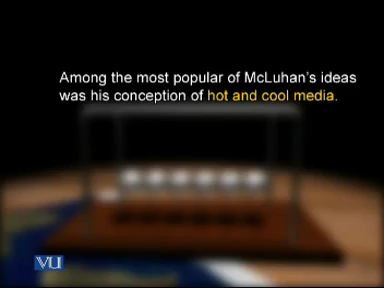 Among the most popular of McLuhan's ideas
was his conception of hot and cool media.
VU